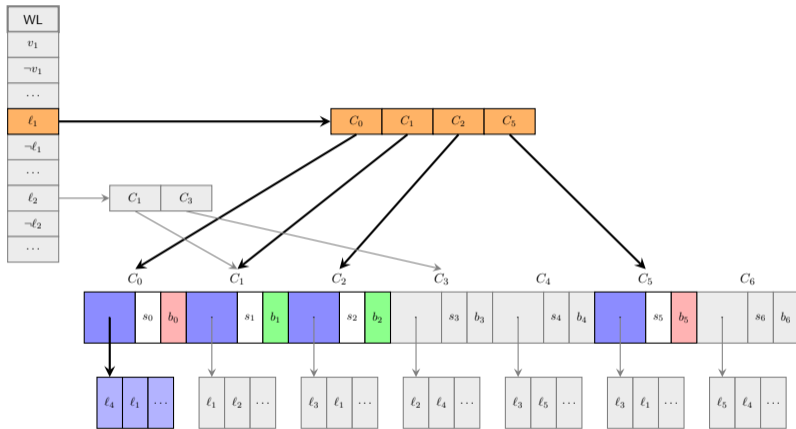 WL
v₁
¬v₁
...
ℓ₁
¬ℓ₁
...
ℓ₂
¬ℓ₂
...
C₀ C₁ C₂ C₅
C₁ C₃
C₀ C₁ C₂ C₃ C₄ C₅ C₆
s₀ b₀ s₁ b₁ s₂ b₂ s₃ b₃ s₄ b₄ s₅ b₅ s₆ b₆
ℓ₄ ℓ₁ ... ℓ₁ ℓ₂ ... ℓ₃ ℓ₁ ... ℓ₂ ℓ₄ ... ℓ₃ ℓ₅ ... ℓ₃ ℓ₁ ... ℓ₅ ℓ₄ ...